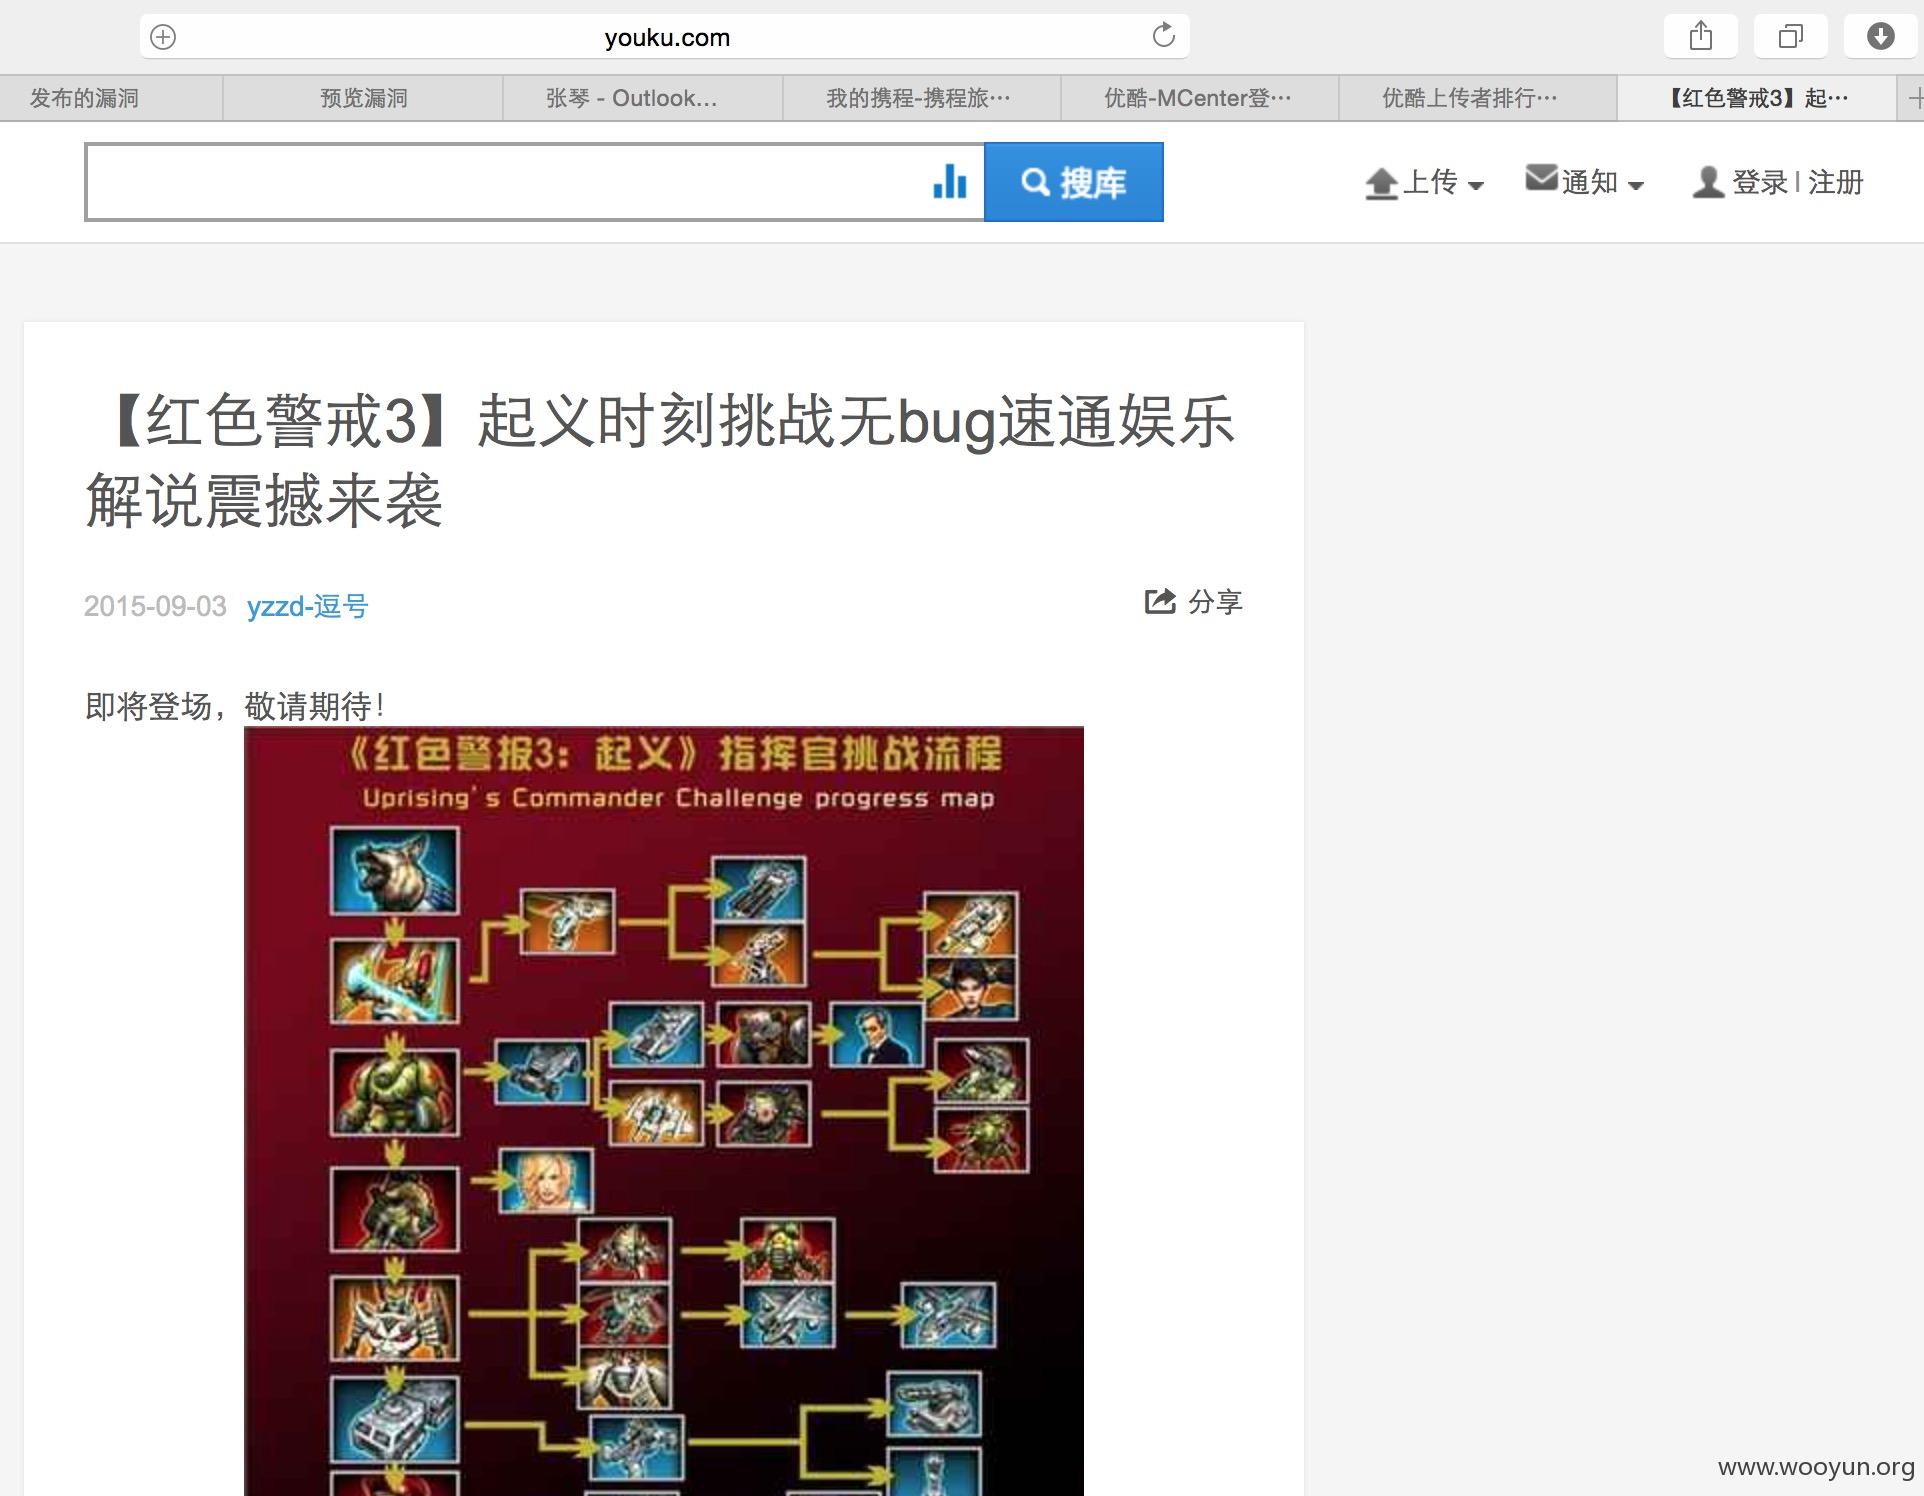 youku.com
发布的漏洞
预览漏洞
张琴 - Outlook...
我的携程-携程旅…
优酷-MCenter登…
优酷上传者排行…
【红色警戒3】起…
搜库
上传
通知
登录 | 注册
【红色警戒3】起义时刻挑战无bug速通娱乐
解说震撼来袭
2015-09-03 yzzd-逗号
分享
即将登场，敬请期待！
《红色警报3：起义》指挥官挑战流程
Uprising's Commander Challenge progress map
www.wooyun.org